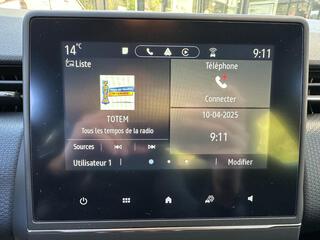 14°C
9:11
Liste
Téléphone
Connecter
TOTEM
Tous les tempos de la radio
10-04-2025
9:11
Sources
Utilisateur 1
Modifier